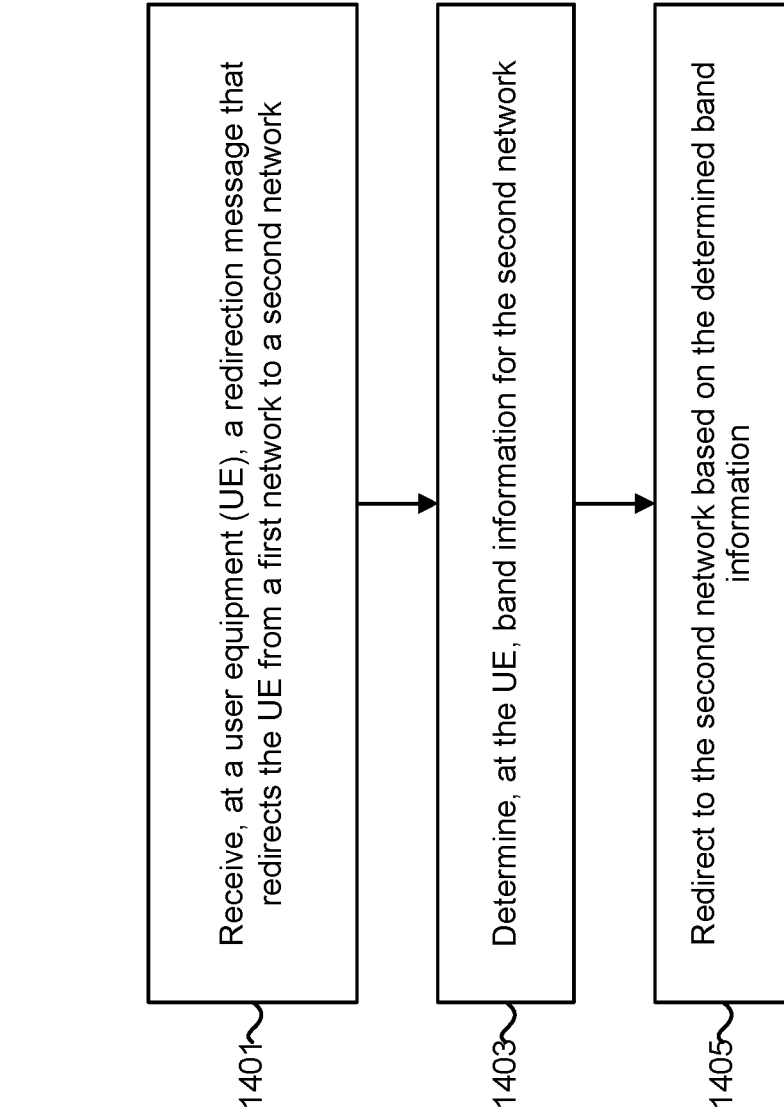 Receive, at a user equipment (UE), a redirection message that
redirects the UE from a first network to a second network
1401
Determine, at the UE, band information for the second network
1403
Redirect to the second network based on the determined band
information
1405